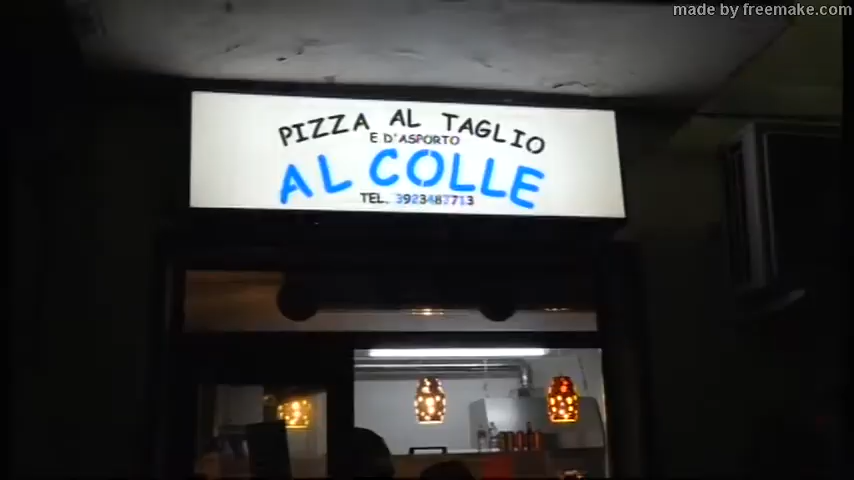 made by freemake.com
PIZZA AL TAGLIO
E D'ASPORTO
AL COLLE
TEL. 3923487713